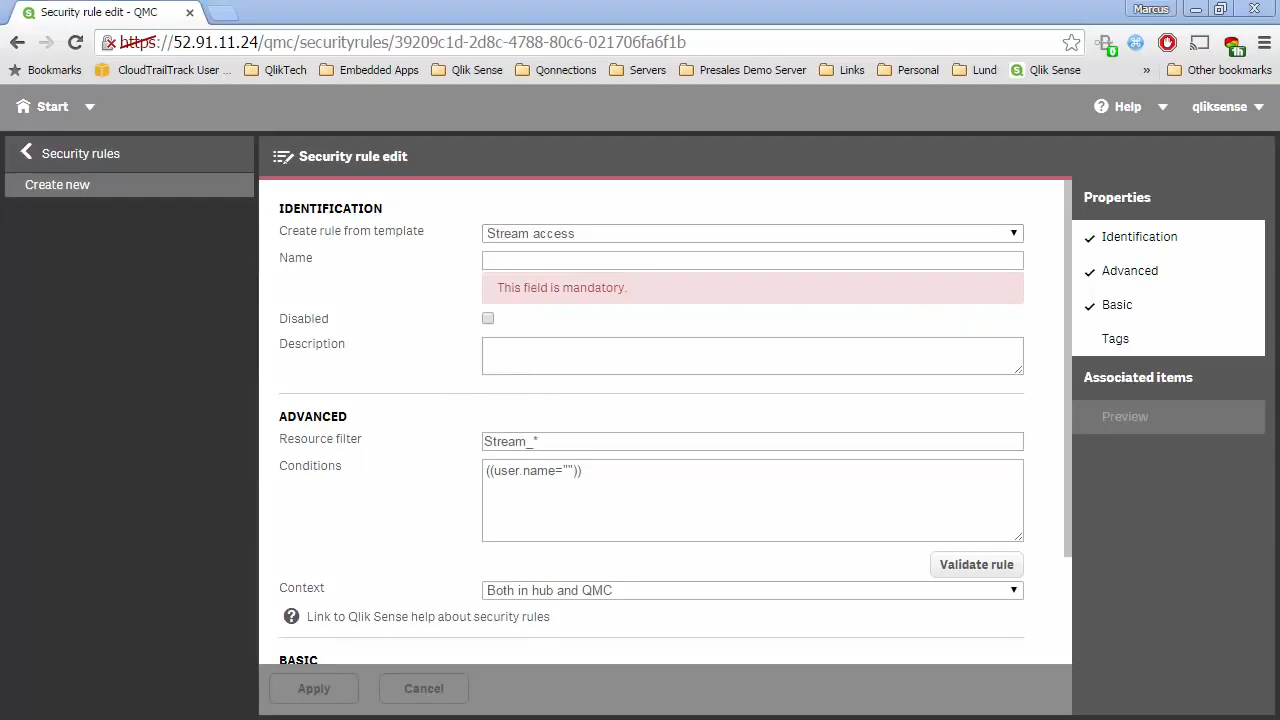 Security rule edit - QMC
Marcus
https://52.91.11.24/qmc/securityrules/39209c1d-2d8c-4788-80c6-021706fa6f1b
0
1h
Bookmarks
CloudTrailTrack User ...
QlikTech
Embedded Apps
Qlik Sense
Qonnections
Servers
Presales Demo Server
Links
Personal
Lund
Qlik Sense
»
Other bookmarks
Start
Help
qliksense
Security rules
Create new
Security rule edit
IDENTIFICATION
Create rule from template
Stream access
Name
This field is mandatory.
Disabled
Description
ADVANCED
Resource filter
Stream_*
Conditions
((user.name=""))
Validate rule
Context
Both in hub and QMC
Link to Qlik Sense help about security rules
BASIC
Apply
Cancel
Properties
Identification
Advanced
Basic
Tags
Associated items
Preview